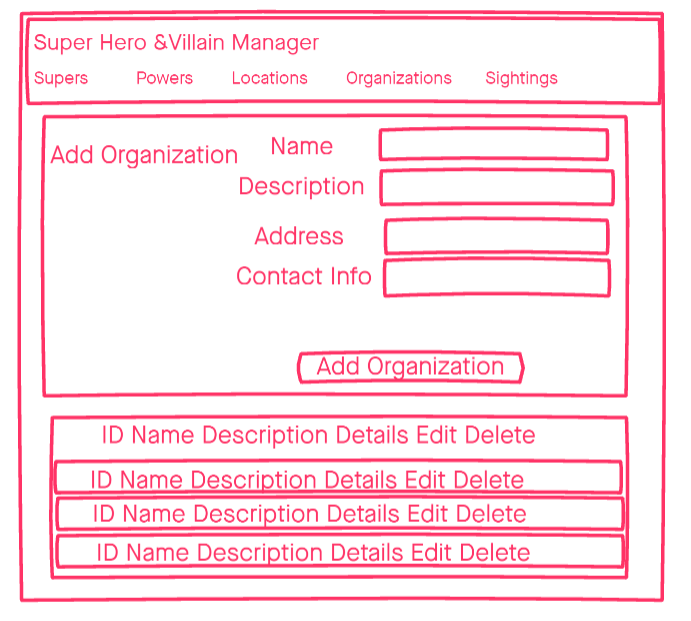 Super Hero &Villain Manager
Supers Powers Locations Organizations Sightings
Add Organization Name
Description
Address
Contact Info
Add Organization
ID Name Description Details Edit Delete
ID Name Description Details Edit Delete
ID Name Description Details Edit Delete
ID Name Description Details Edit Delete